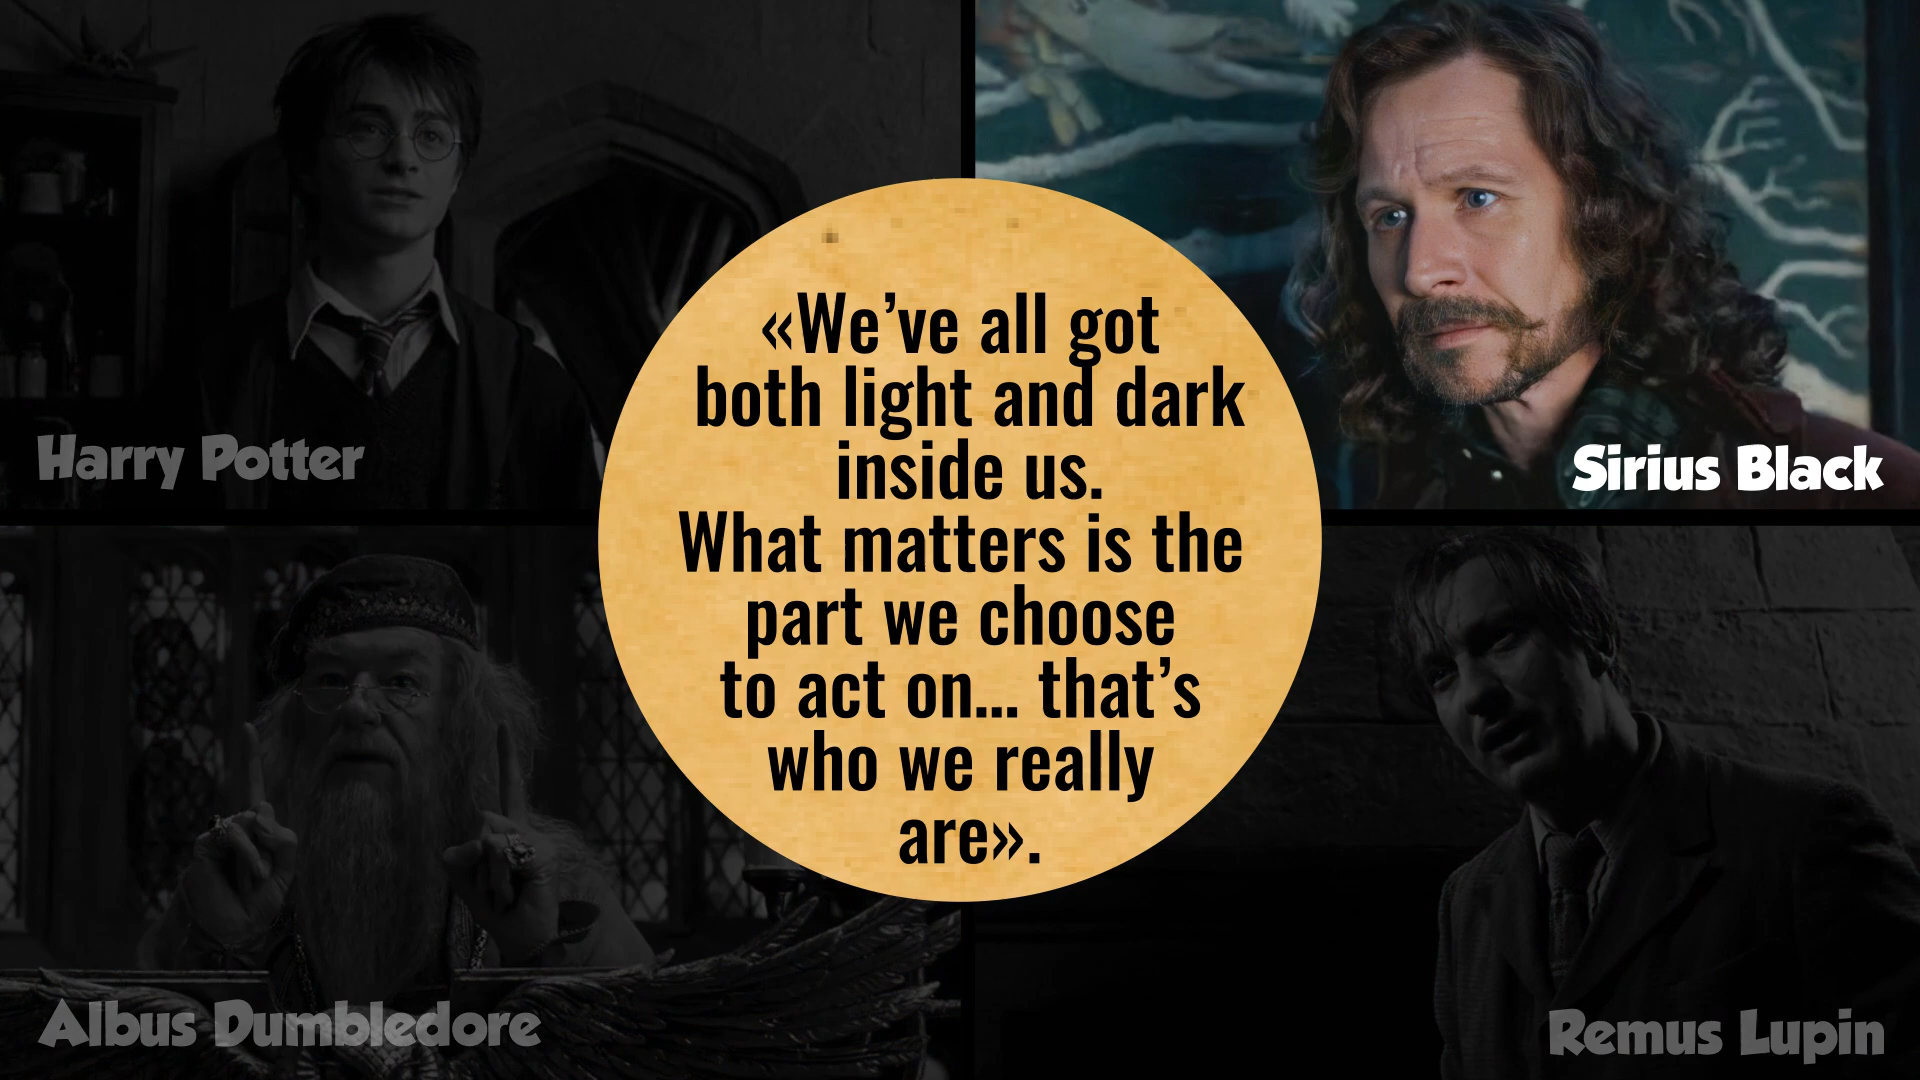 Harry Potter
Sirius Black
«We’ve all got
both light and dark
inside us.
What matters is the
part we choose
to act on... that’s
who we really
are».
Albus Dumbledore
Remus Lupin